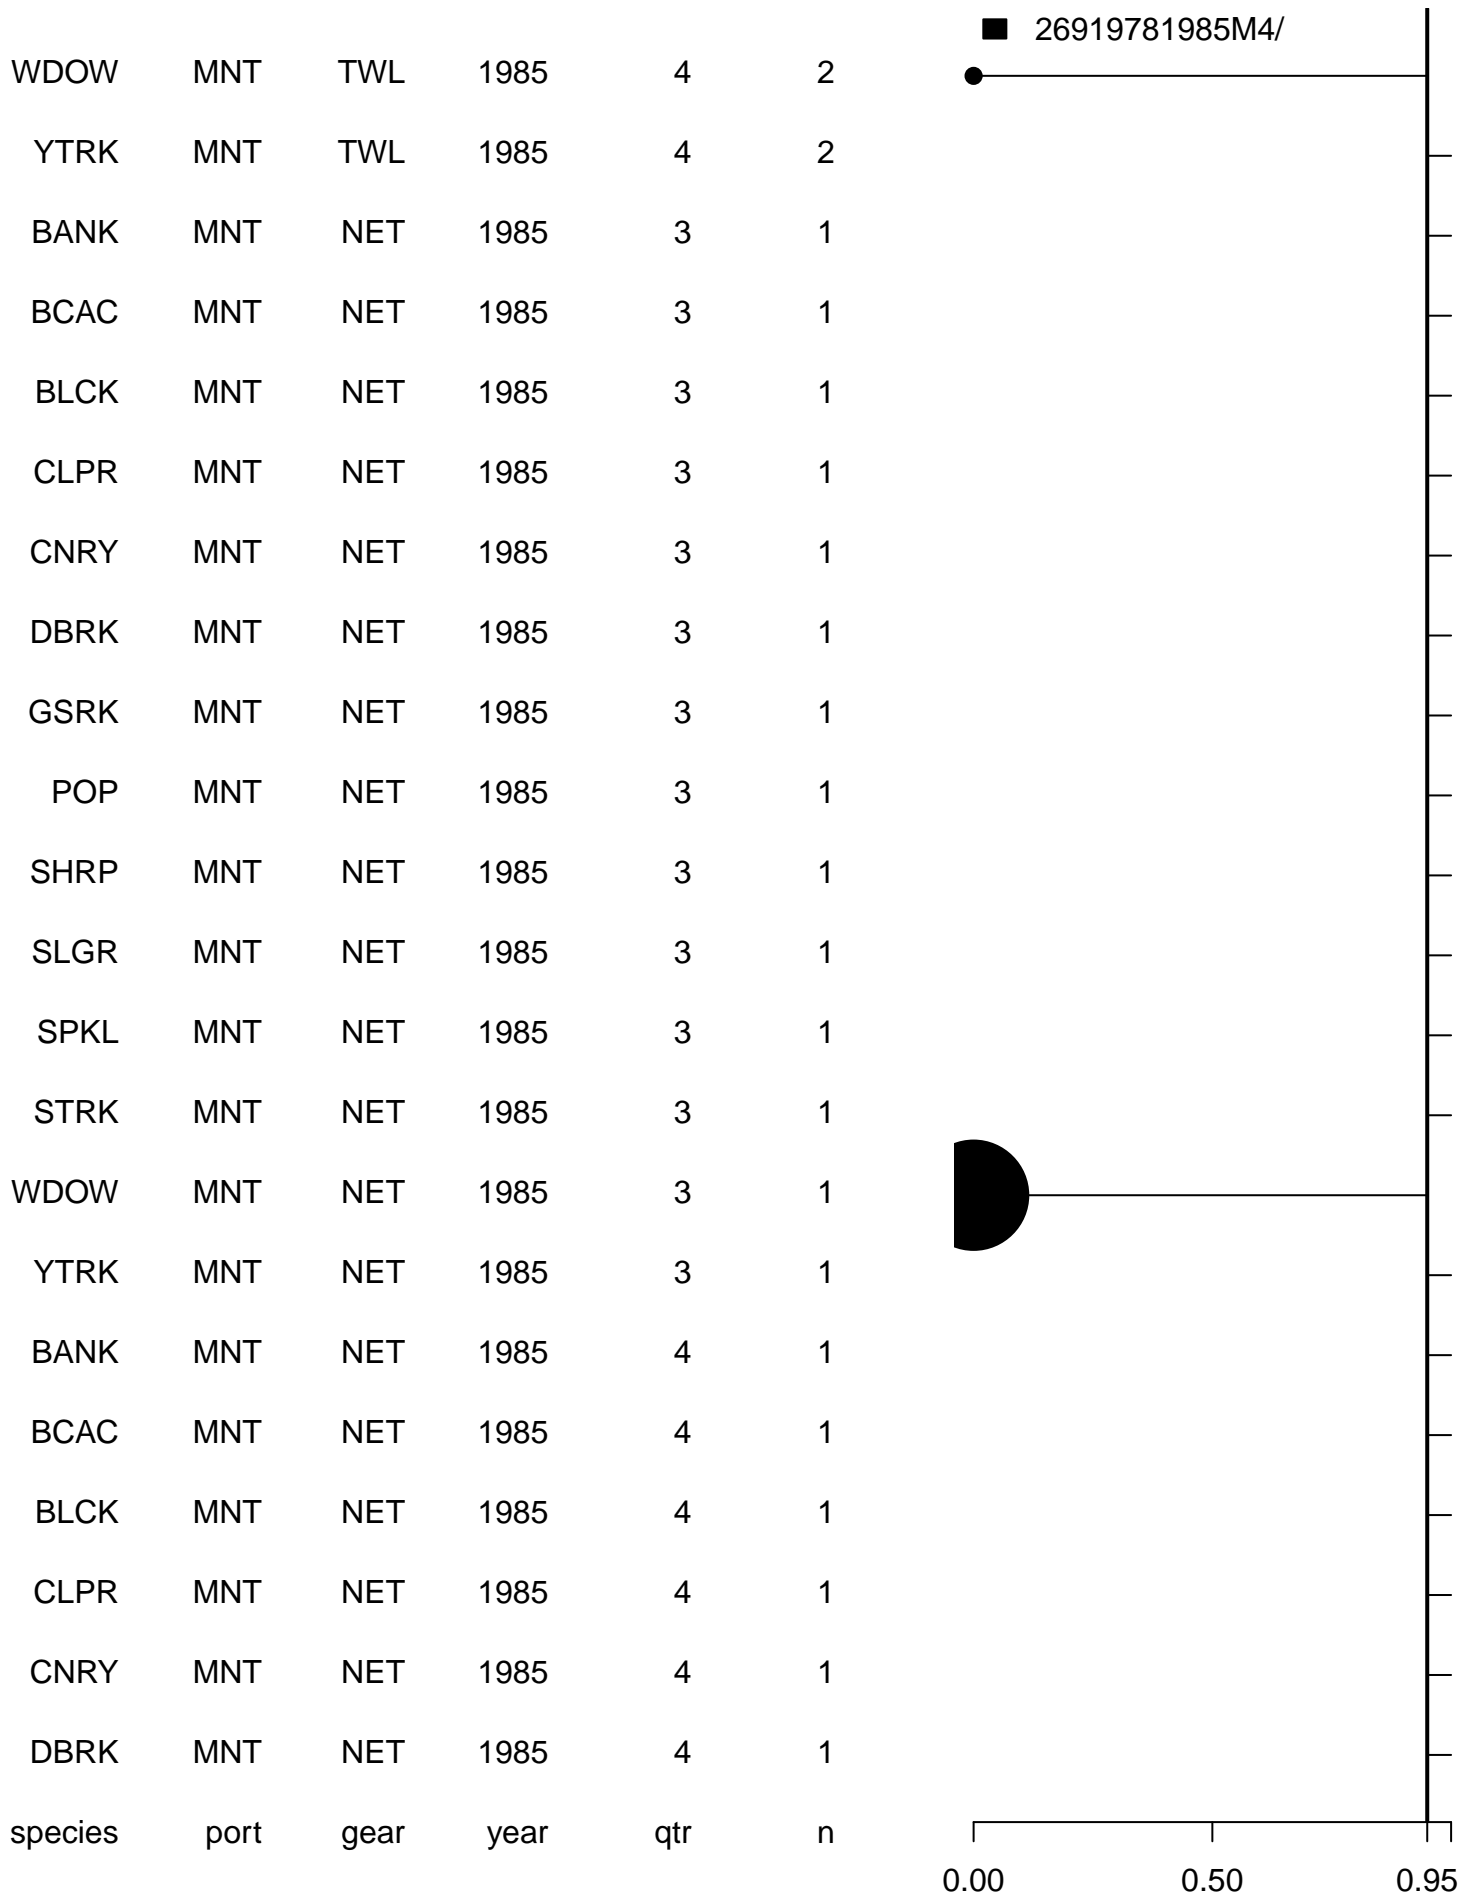 26919781985M4/
WDOW MNT TWL 1985 4 2
YTRK MNT TWL 1985 4 2
BANK MNT NET 1985 3 1
BCAC MNT NET 1985 3 1
BLCK MNT NET 1985 3 1
CLPR MNT NET 1985 3 1
CNRY MNT NET 1985 3 1
DBRK MNT NET 1985 3 1
GSRK MNT NET 1985 3 1
POP MNT NET 1985 3 1
SHRP MNT NET 1985 3 1
SLGR MNT NET 1985 3 1
SPKL MNT NET 1985 3 1
STRK MNT NET 1985 3 1
WDOW MNT NET 1985 3 1
YTRK MNT NET 1985 3 1
BANK MNT NET 1985 4 1
BCAC MNT NET 1985 4 1
BLCK MNT NET 1985 4 1
CLPR MNT NET 1985 4 1
CNRY MNT NET 1985 4 1
DBRK MNT NET 1985 4 1
species port gear year qtr n
0.00 0.50 0.95